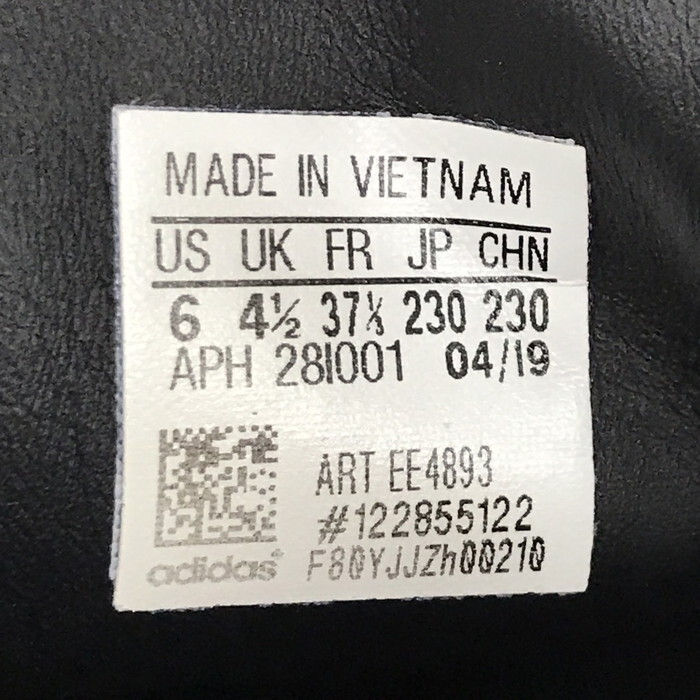 MADE IN VIETNAM
US UK FR JP CHN
6 4½ 37⅓ 230 230
APH 28I001 04/19
ART EE4893
#122855122
adidas F80YJJZh00210